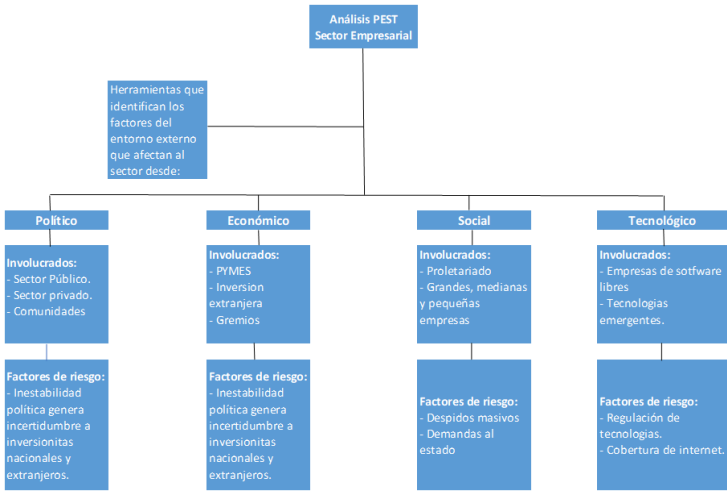 Análisis PEST
Sector Empresarial
Herramientas que
identifican los
factores del
entorno externo
que afectan al
sector desde:
Político
Económico
Social
Tecnológico
Involucrados:
- Sector Público.
- Sector privado.
- Comunidades
Involucrados:
- PYMES
- Inversion
extranjera
- Gremios
Involucrados:
- Proletariado
- Grandes, medianas
y pequeñas
empresas
Involucrados:
- Empresas de sotfware
libres
- Tecnologias
emergentes.
Factores de riesgo:
- Inestabilidad
política genera
incertidumbre a
inversionitas
nacionales y
extranjeros.
Factores de riesgo:
- Inestabilidad
política genera
incertidumbre a
inversionitas
nacionales y
extranjeros.
Factores de riesgo:
- Despidos masivos
- Demandas al
estado
Factores de riesgo:
- Regulación de
tecnologias.
- Cobertura de internet.